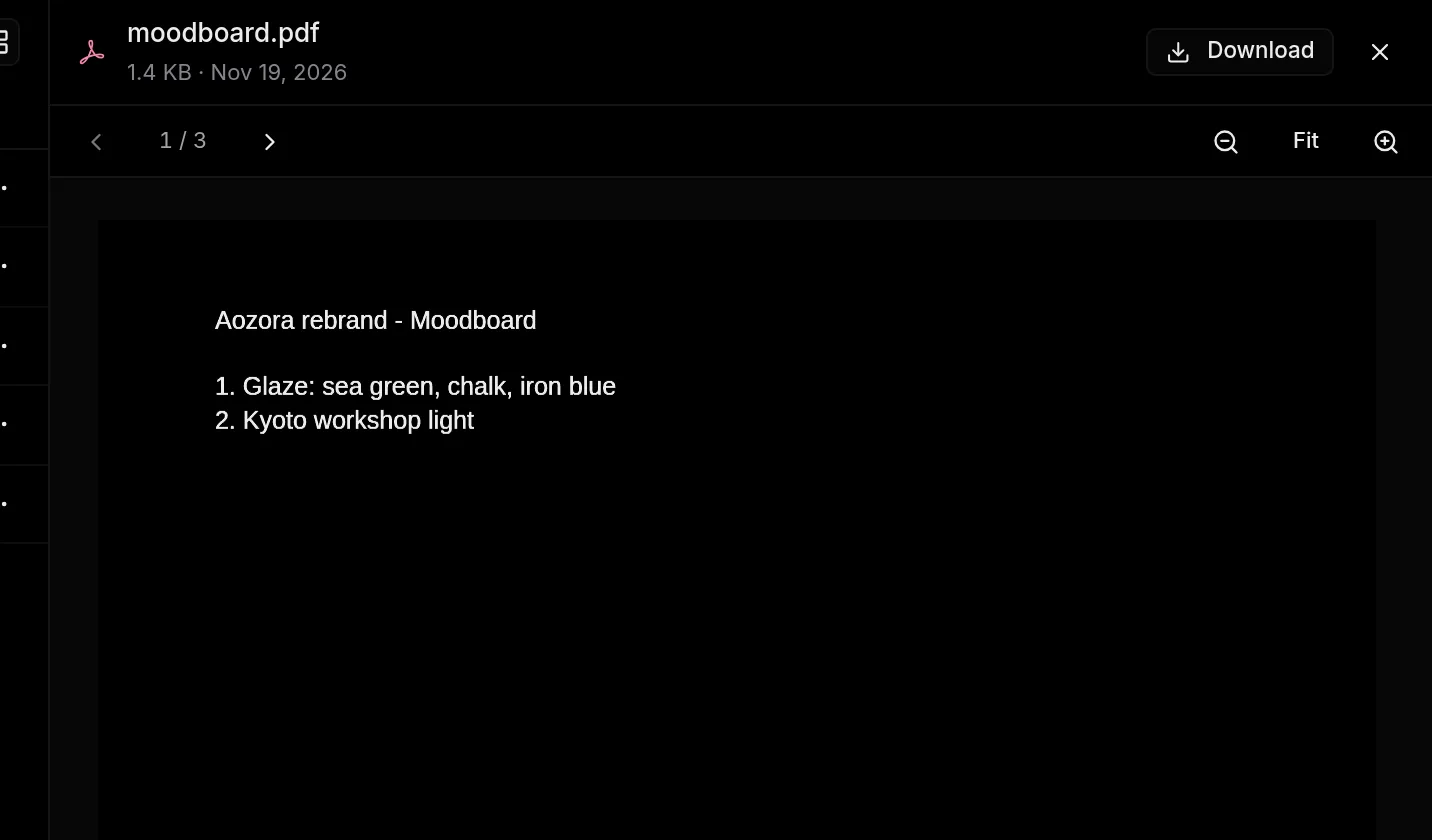 moodboard.pdf
1.4 KB · Nov 19, 2026
Download
1 / 3
Fit
Aozora rebrand - Moodboard
1. Glaze: sea green, chalk, iron blue
2. Kyoto workshop light